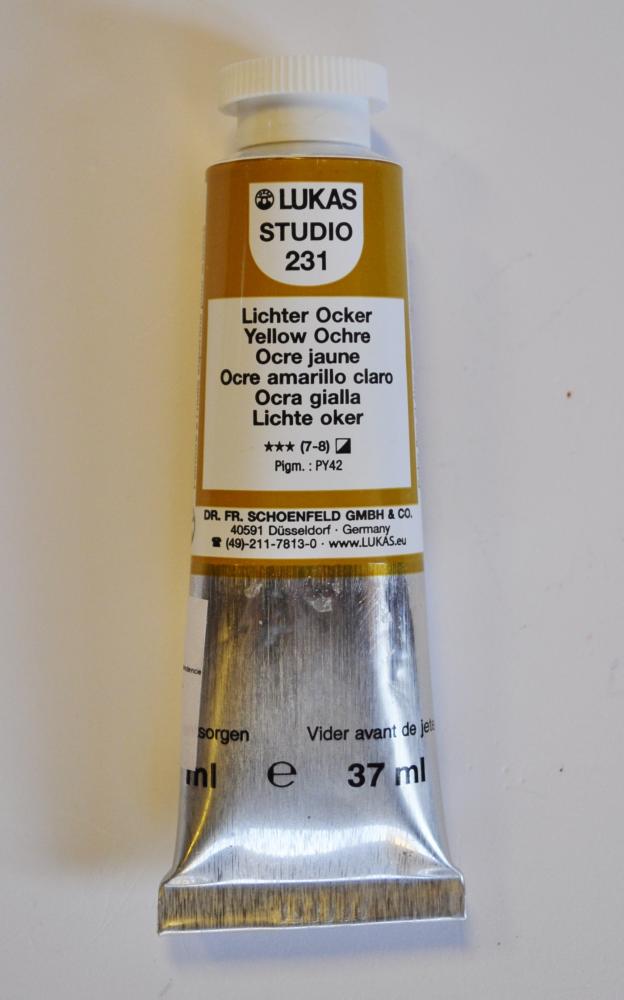 LUKAS
STUDIO
231
Lichter Ocker
Yellow Ochre
Ocre jaune
Ocre amarillo claro
Ocra gialla
Lichte oker
★★★ (7-8)
Pigm. : PY42
DR. FR. SCHOENFELD GMBH & CO.
40591 Düsseldorf · Germany
☎ (49)-211-7813-0 · www.LUKAS.eu
sorgen Vider avant de jete
ml e 37 ml